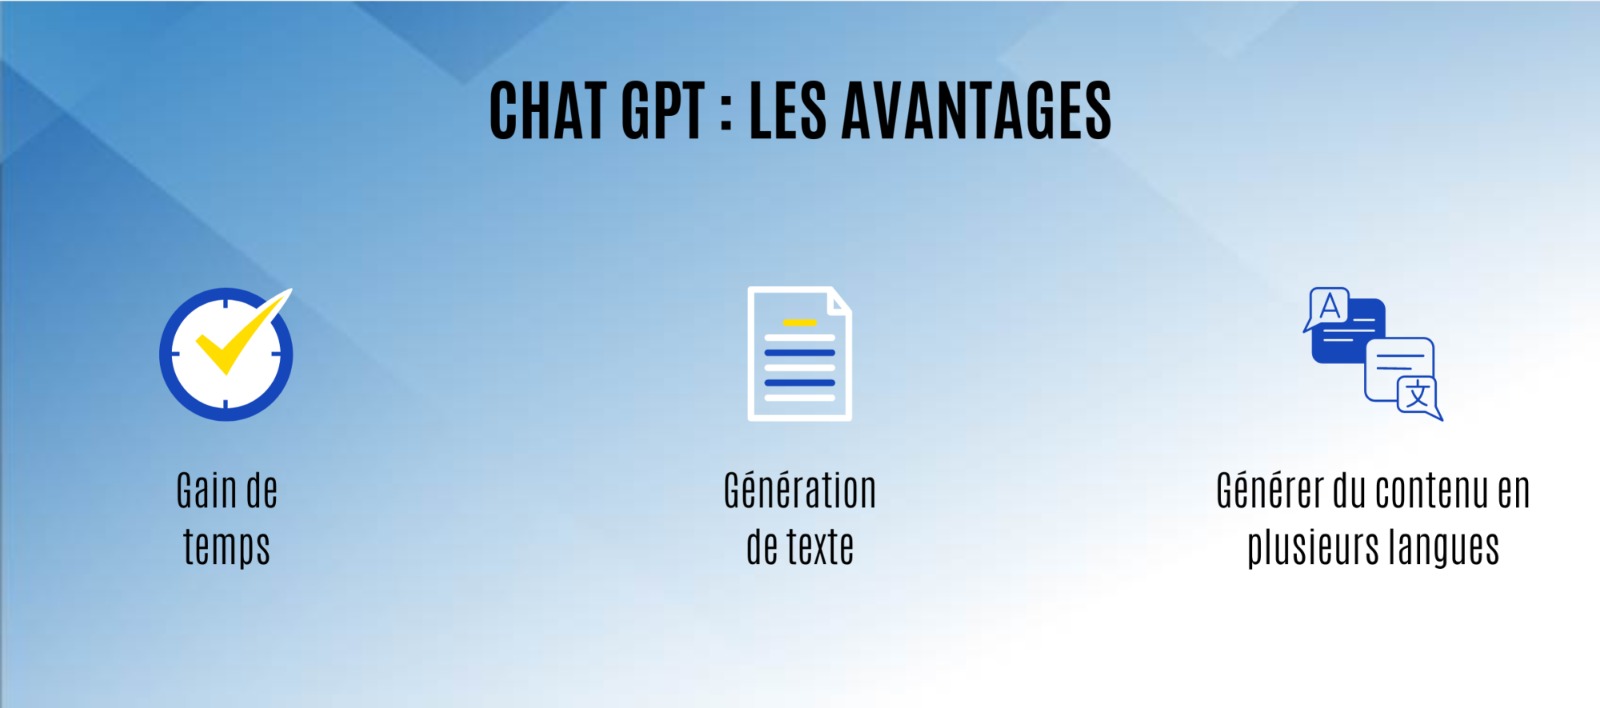 CHAT GPT : LES AVANTAGES
Gain de
temps
Génération
de texte
A
文
Générer du contenu en
plusieurs langues